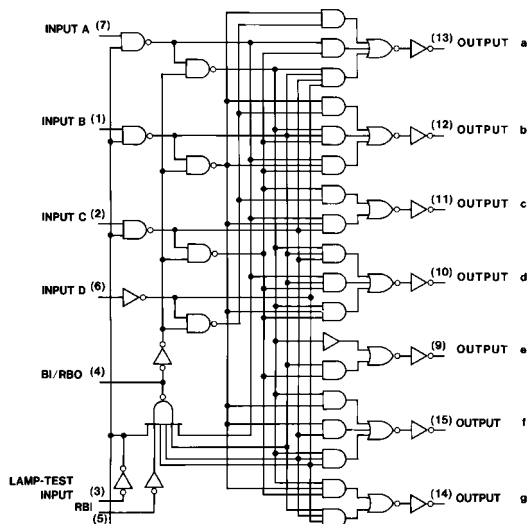 INPUT A (7)
(13) OUTPUT a
INPUT B (1)
(12) OUTPUT b
INPUT C (2)
(11) OUTPUT c
INPUT D (6)
(10) OUTPUT d
(9) OUTPUT e
BI/RBO (4)
(15) OUTPUT f
LAMP-TEST
INPUT
(3)
RBI
(5)
(14) OUTPUT g